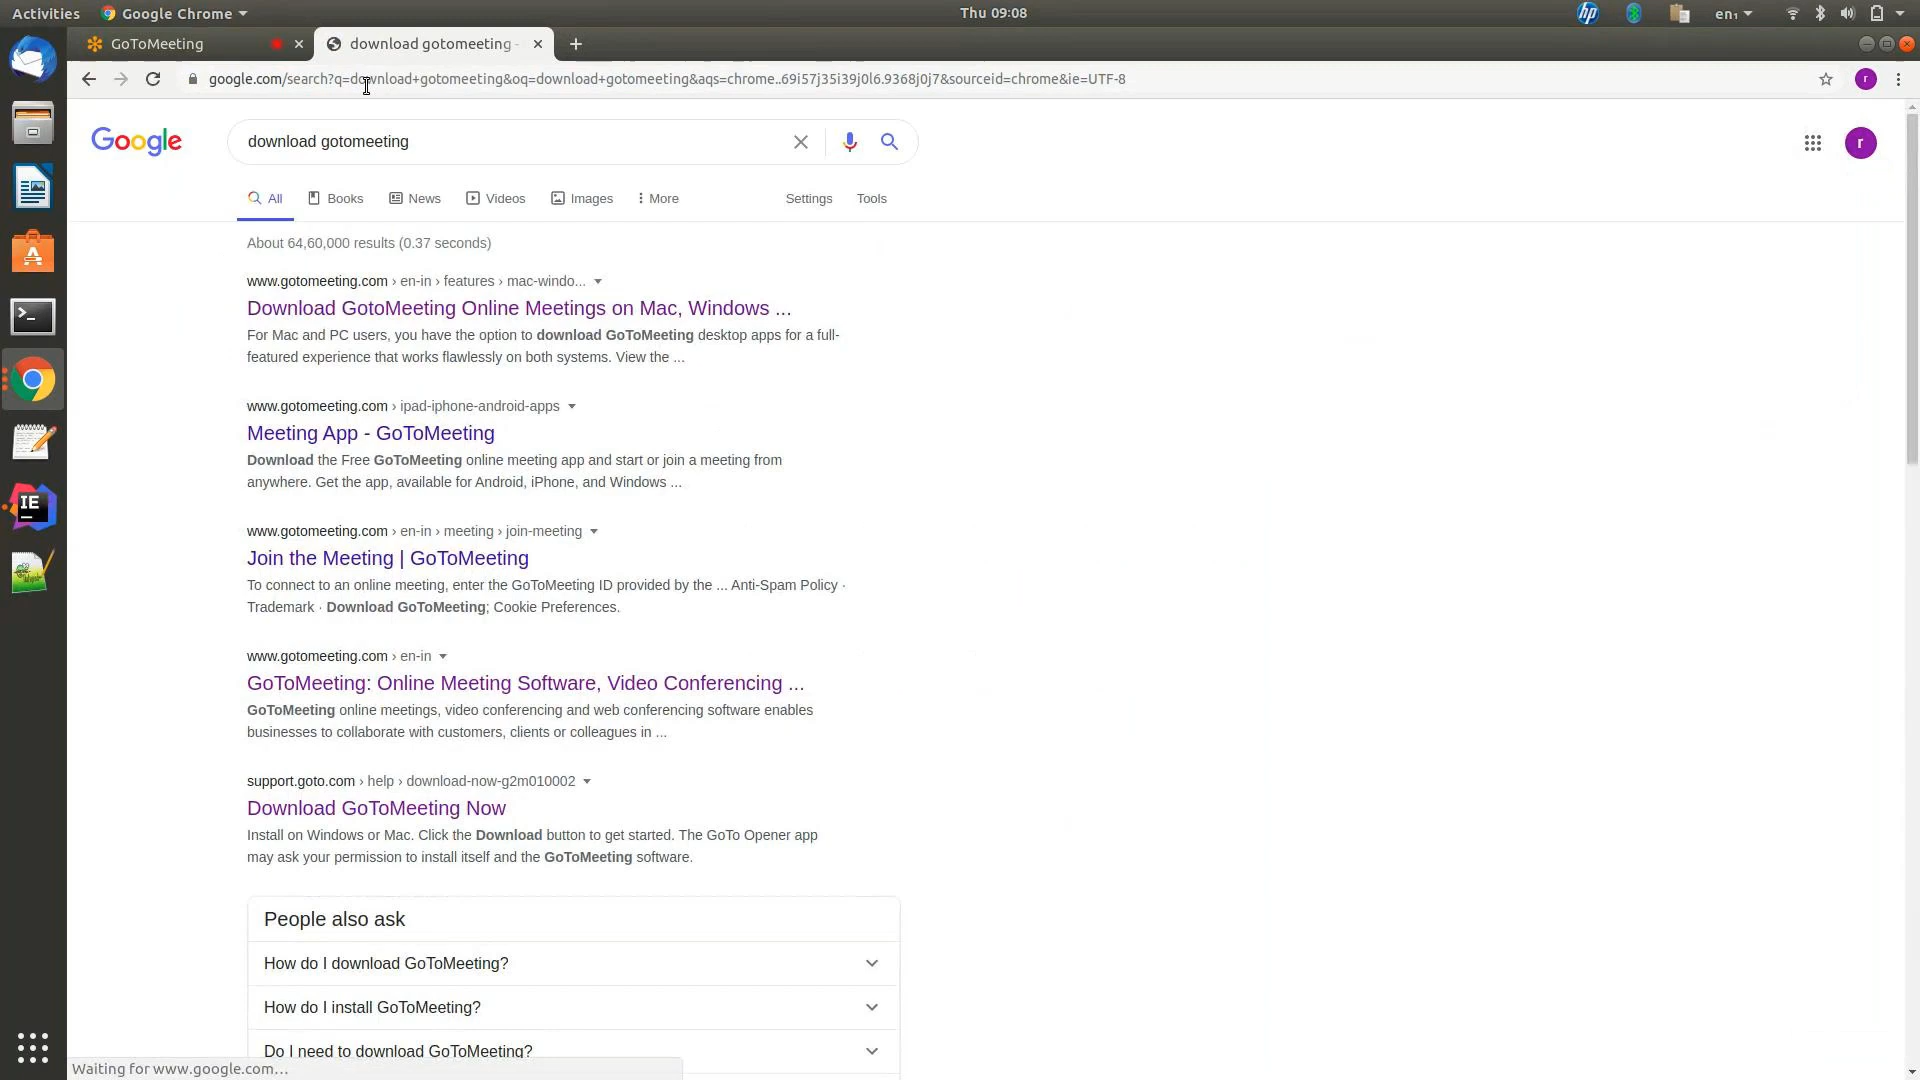 Activities Google Chrome Thu 09:08 en₁
GoToMeeting download gotomeeting -
google.com/search?q=download+gotomeeting&oq=download+gotomeeting&aqs=chrome..69i57j35i39j0l6.9368j0j7&sourceid=chrome&ie=UTF-8 r
Google download gotomeeting r
All Books News Videos Images More Settings Tools
About 64,60,000 results (0.37 seconds)
www.gotomeeting.com › en-in › features › mac-windo...
Download GotoMeeting Online Meetings on Mac, Windows ...
For Mac and PC users, you have the option to download GoToMeeting desktop apps for a full-
featured experience that works flawlessly on both systems. View the ...
www.gotomeeting.com › ipad-iphone-android-apps
Meeting App - GoToMeeting
Download the Free GoToMeeting online meeting app and start or join a meeting from
anywhere. Get the app, available for Android, iPhone, and Windows ...
www.gotomeeting.com › en-in › meeting › join-meeting
Join the Meeting | GoToMeeting
To connect to an online meeting, enter the GoToMeeting ID provided by the ... Anti-Spam Policy ·
Trademark · Download GoToMeeting; Cookie Preferences.
www.gotomeeting.com › en-in
GoToMeeting: Online Meeting Software, Video Conferencing ...
GoToMeeting online meetings, video conferencing and web conferencing software enables
businesses to collaborate with customers, clients or colleagues in ...
support.goto.com › help › download-now-g2m010002
Download GoToMeeting Now
Install on Windows or Mac. Click the Download button to get started. The GoTo Opener app
may ask your permission to install itself and the GoToMeeting software.
People also ask
How do I download GoToMeeting?
How do I install GoToMeeting?
Do I need to download GoToMeeting?
Waiting for www.google.com...
hp
IE